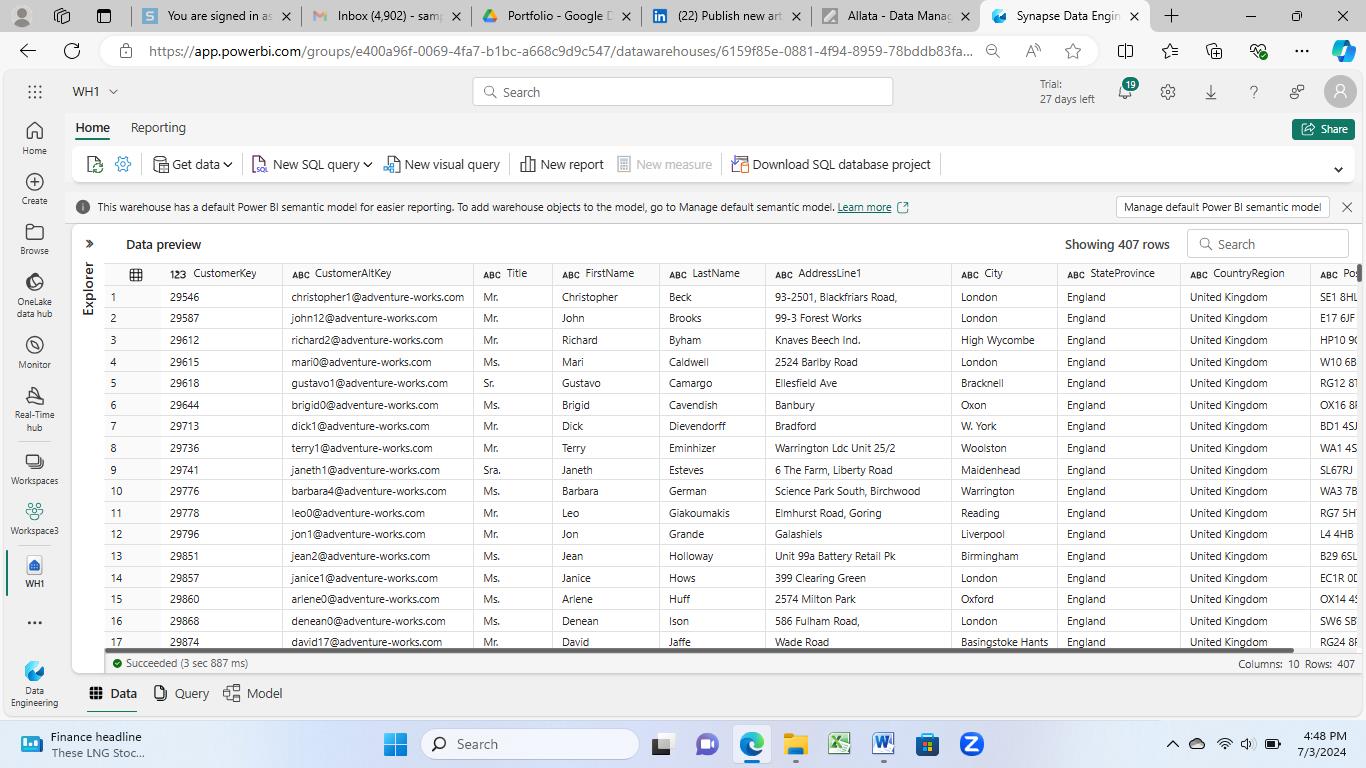 You are signed in as
Inbox (4,902) - sam
Portfolio - Google D
(22) Publish new art
Allata - Data Manag
Synapse Data Engin
https://app.powerbi.com/groups/e400a96f-0069-4fa7-b1bc-a668c9d9c547/datawarehouses/6159f85e-0881-4f94-8959-78bddb83fa...
WH1
Search
Trial:
27 days left
19
Home
Reporting
Share
Get data
New SQL query
New visual query
New report
New measure
Download SQL database project
This warehouse has a default Power BI semantic model for easier reporting. To add warehouse objects to the model, go to Manage default semantic model. Learn more
Manage default Power BI semantic model
Home
Create
Browse
OneLake
data hub
Monitor
Real-Time
hub
Workspaces
Workspace3
WH1
Data
Engineering
Explorer
Data preview
Showing 407 rows
Search
123 CustomerKey ABC CustomerAltKey ABC Title ABC FirstName ABC LastName ABC AddressLine1 ABC City ABC StateProvince ABC CountryRegion ABC Pos
1 29546 christopher1@adventure-works.com Mr. Christopher Beck 93-2501, Blackfriars Road, London England United Kingdom SE1 8HL
2 29587 john12@adventure-works.com Mr. John Brooks 99-3 Forest Works London England United Kingdom E17 6JF
3 29612 richard2@adventure-works.com Mr. Richard Byham Knaves Beech Ind. High Wycombe England United Kingdom HP10 9
4 29615 mari0@adventure-works.com Ms. Mari Caldwell 2524 Barlby Road London England United Kingdom W10 6B
5 29618 gustavo1@adventure-works.com Sr. Gustavo Camargo Ellesfield Ave Bracknell England United Kingdom RG12 8T
6 29644 brigid0@adventure-works.com Ms. Brigid Cavendish Banbury Oxon England United Kingdom OX16 8
7 29713 dick1@adventure-works.com Mr. Dick Dievendorff Bradford W. York England United Kingdom BD1 4SJ
8 29736 terry1@adventure-works.com Mr. Terry Eminhizer Warrington Ldc Unit 25/2 Woolston England United Kingdom WA1 4S
9 29741 janeth1@adventure-works.com Sra. Janeth Esteves 6 The Farm, Liberty Road Maidenhead England United Kingdom SL67RJ
10 29776 barbara4@adventure-works.com Ms. Barbara German Science Park South, Birchwood Warrington England United Kingdom WA3 7B
11 29778 leo0@adventure-works.com Mr. Leo Giakoumakis Elmhurst Road, Goring Reading England United Kingdom RG7 5H
12 29796 jon1@adventure-works.com Mr. Jon Grande Galashiels Liverpool England United Kingdom L4 4HB
13 29851 jean2@adventure-works.com Ms. Jean Holloway Unit 99a Battery Retail Pk Birmingham England United Kingdom B29 6SL
14 29857 janice1@adventure-works.com Ms. Janice Hows 399 Clearing Green London England United Kingdom EC1R 0D
15 29860 arlene0@adventure-works.com Ms. Arlene Huff 2574 Milton Park Oxford England United Kingdom OX14 4S
16 29868 denean0@adventure-works.com Ms. Denean Ison 586 Fulham Road, London England United Kingdom SW6 SB
17 29874 david17@adventure-works.com Mr. David Jaffe Wade Road Basingstoke Hants England United Kingdom RG24 8
Succeeded (3 sec 887 ms)
Columns: 10 Rows: 407
Data
Query
Model
Finance headline
These LNG Stoc...
Search
4:48 PM
7/3/2024